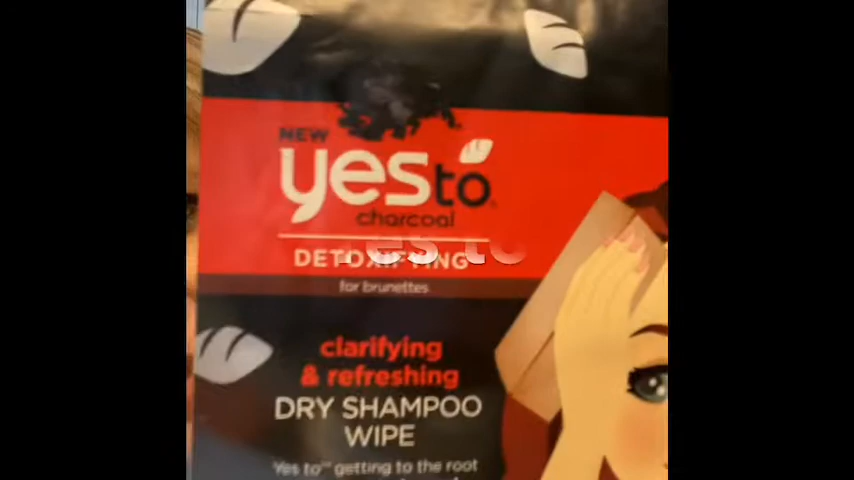 NEW
yes to
charcoal
DETOXIFYING
for brunettes
clarifying
& refreshing
DRY SHAMPOO
WIPE
Yes to™ getting to the root